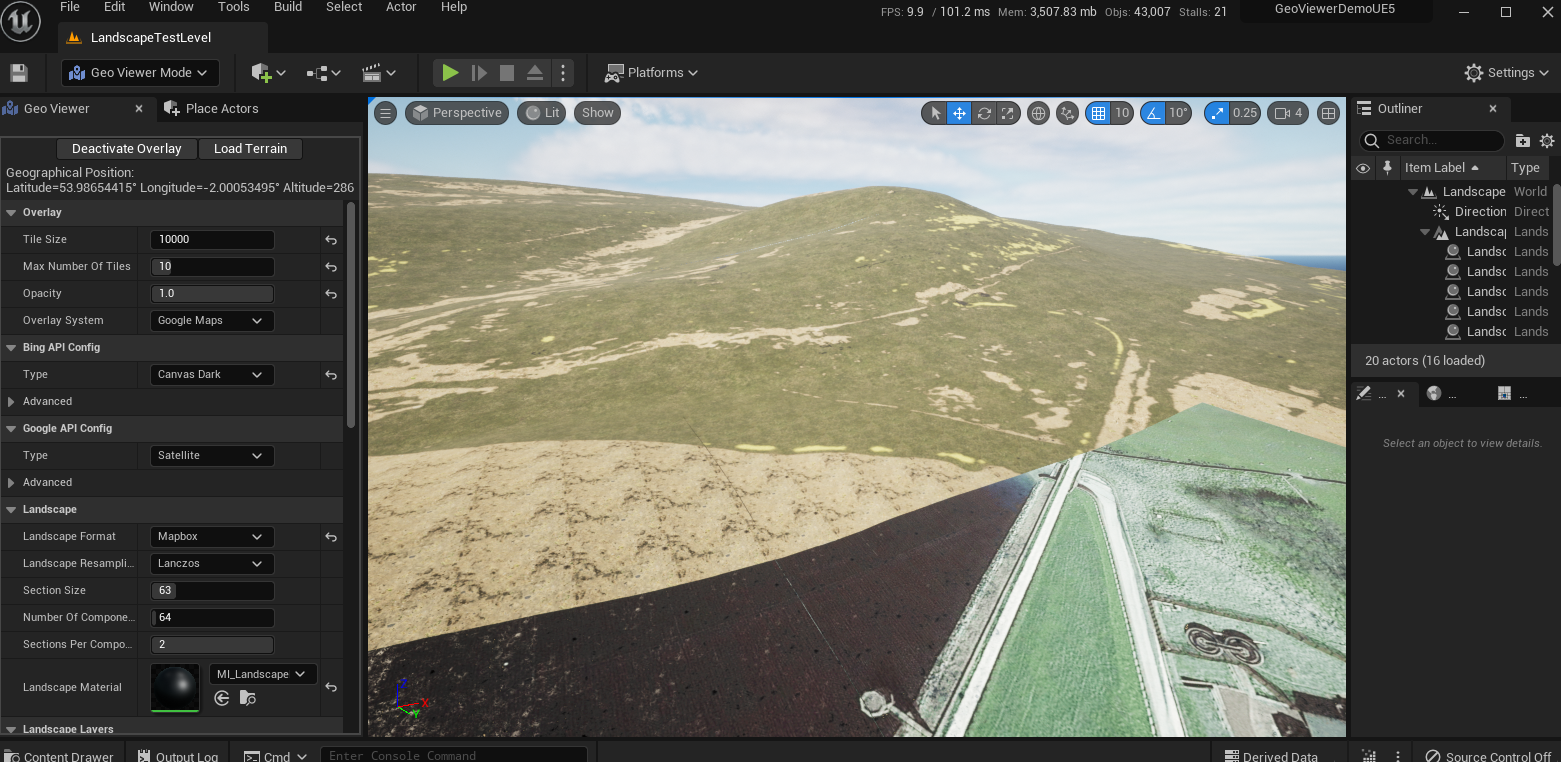 File Edit Window Tools Build Select Actor Help
FPS: 9.9 / 101.2 ms Mem: 3,507.83 mb Objs: 43,007 Stalls: 21
GeoViewerDemoUE5
LandscapeTestLevel
Geo Viewer Mode
Platforms
Settings
Geo Viewer
Place Actors
Perspective
Lit
Show
10
10°
0.25
4
Outliner
Deactivate Overlay
Load Terrain
Search...
Geographical Position:
Latitude=53.98654415° Longitude=-2.00053495° Altitude=286
Item Label
Type
Overlay
Tile Size 10000
Max Number Of Tiles 10
Opacity 1.0
Overlay System Google Maps
Bing API Config
Type Canvas Dark
Advanced
Google API Config
Type Satellite
Advanced
Landscape
Landscape Format Mapbox
Landscape Resampli... Lanczos
Section Size 63
Number Of Compone... 64
Sections Per Compo... 2
Landscape Material MI_Landscape
Landscape Layers
Landscape World
Direction Direct
Landscap Lands
Landsc Lands
Landsc Lands
Landsc Lands
Landsc Lands
Landsc Lands
20 actors (16 loaded)
... ... ...
Select an object to view details.
Z
X
Y
Content Drawer
Output Log
Cmd
Enter Console Command
Derived Data
Source Control Off